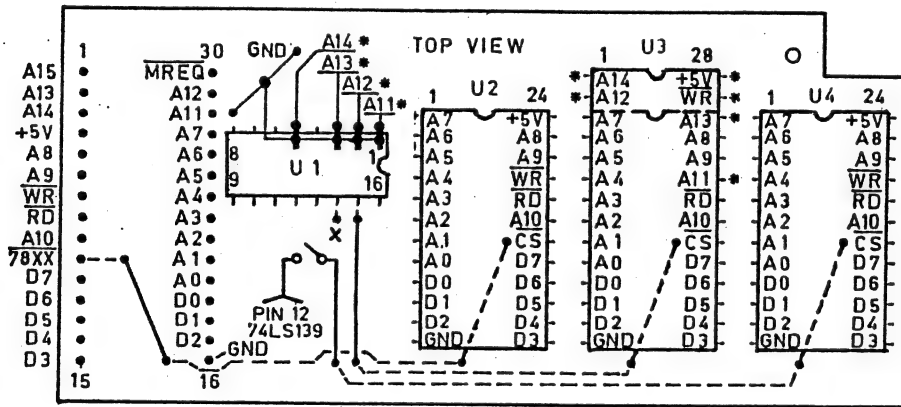 TOP VIEW
1
30
A15
A13
A14
+5V
A8
A9
WR
RD
A10
78XX
D7
D6
D5
D4
D3
15
MREQ
A12
A11
A7
A6
A5
A4
A3
A2
A1
A0
D0
D1
D2
GND
16
GND
A14*
A13*
A12*
A11*
8
9
U1
1
16
X
PIN 12
74LS139
U2
1
24
A7 +5V
A6 A8
A5 A9
A4 WR
A3 RD
A2 A10
A1 CS
A0 D7
D0 D6
D1 D5
D2 D4
GND D3
U3
1
28
* A14 +5V *
* A12 WR *
A7 A13 *
A6 A8
A5 A9
A4 A11 *
A3 RD
A2 A10
A1 CS
A0 D7
D0 D6
D1 D5
D2 D4
GND D3
U4
1
24
A7 +5V
A6 A8
A5 A9
A4 WR
A3 RD
A2 A10
A1 CS
A0 D7
D0 D6
D1 D5
D2 D4
GND D3